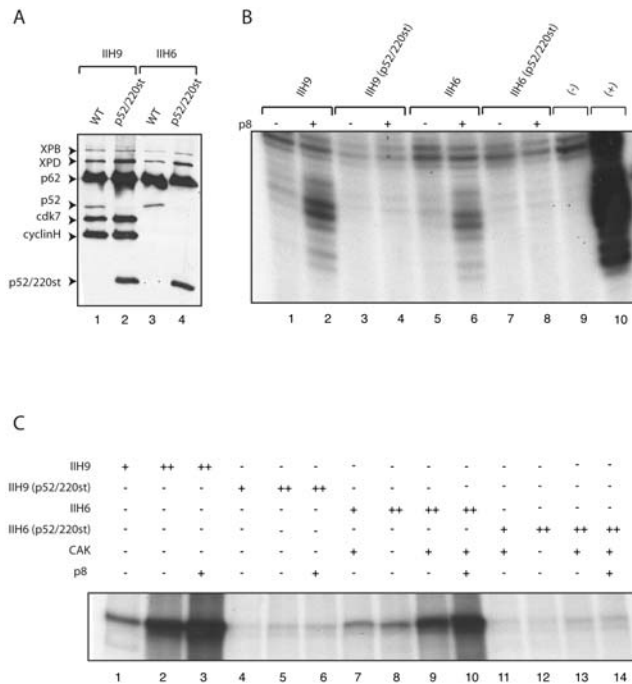 A
IIH9 IIH6
WT p52/220st WT p52/220st
XPB
XPD
p62
p52
cdk7
cyclinH
p52/220st
1 2 3 4
B
IIH9 IIH9 (p52/220st) IIH6 IIH6 (p52/220st) (-) (+)
p8 - + - + - + - +
1 2 3 4 5 6 7 8 9 10
C
IIH9 + ++ ++ - - - - - - - - - - -
IIH9 (p52/220st) - - - + ++ ++ - - - - - - - -
IIH6 - - - - - - + ++ ++ ++ - - - -
IIH6 (p52/220st) - - - - - - - - - - + ++ ++ ++
CAK - - - - - - + - + + + - + +
p8 - - + - - + - - - + - - - +
1 2 3 4 5 6 7 8 9 10 11 12 13 14